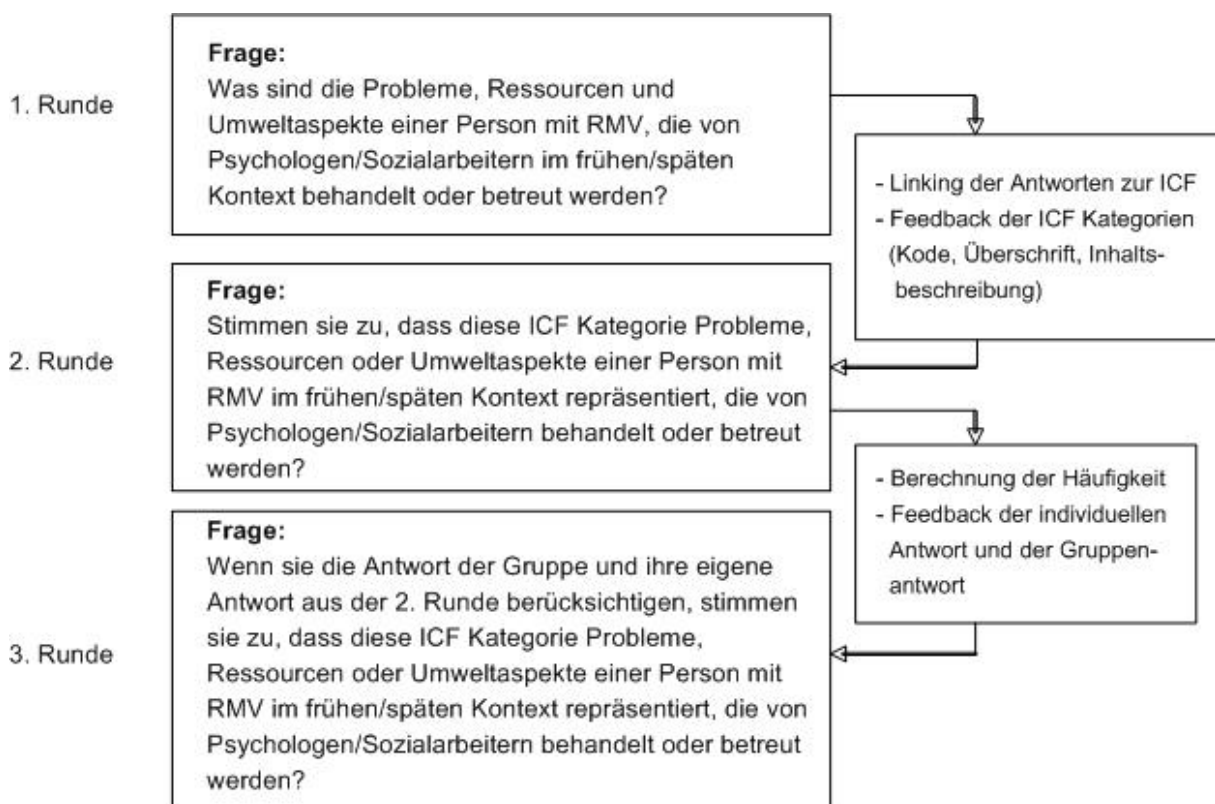 1. Runde
Frage:
Was sind die Probleme, Ressourcen und
Umweltaspekte einer Person mit RMV, die von
Psychologen/Sozialarbeitern im frühen/späten
Kontext behandelt oder betreut werden?
- Linking der Antworten zur ICF
- Feedback der ICF Kategorien
(Kode, Überschrift, Inhalts-
beschreibung)
2. Runde
Frage:
Stimmen sie zu, dass diese ICF Kategorie Probleme,
Ressourcen oder Umweltaspekte einer Person mit
RMV im frühen/späten Kontext repräsentiert, die von
Psychologen/Sozialarbeitern behandelt oder betreut
werden?
- Berechnung der Häufigkeit
- Feedback der individuellen
Antwort und der Gruppen-
antwort
3. Runde
Frage:
Wenn sie die Antwort der Gruppe und ihre eigene
Antwort aus der 2. Runde berücksichtigen, stimmen
sie zu, dass diese ICF Kategorie Probleme,
Ressourcen oder Umweltaspekte einer Person mit
RMV im frühen/späten Kontext repräsentiert, die von
Psychologen/Sozialarbeitern behandelt oder betreut
werden?